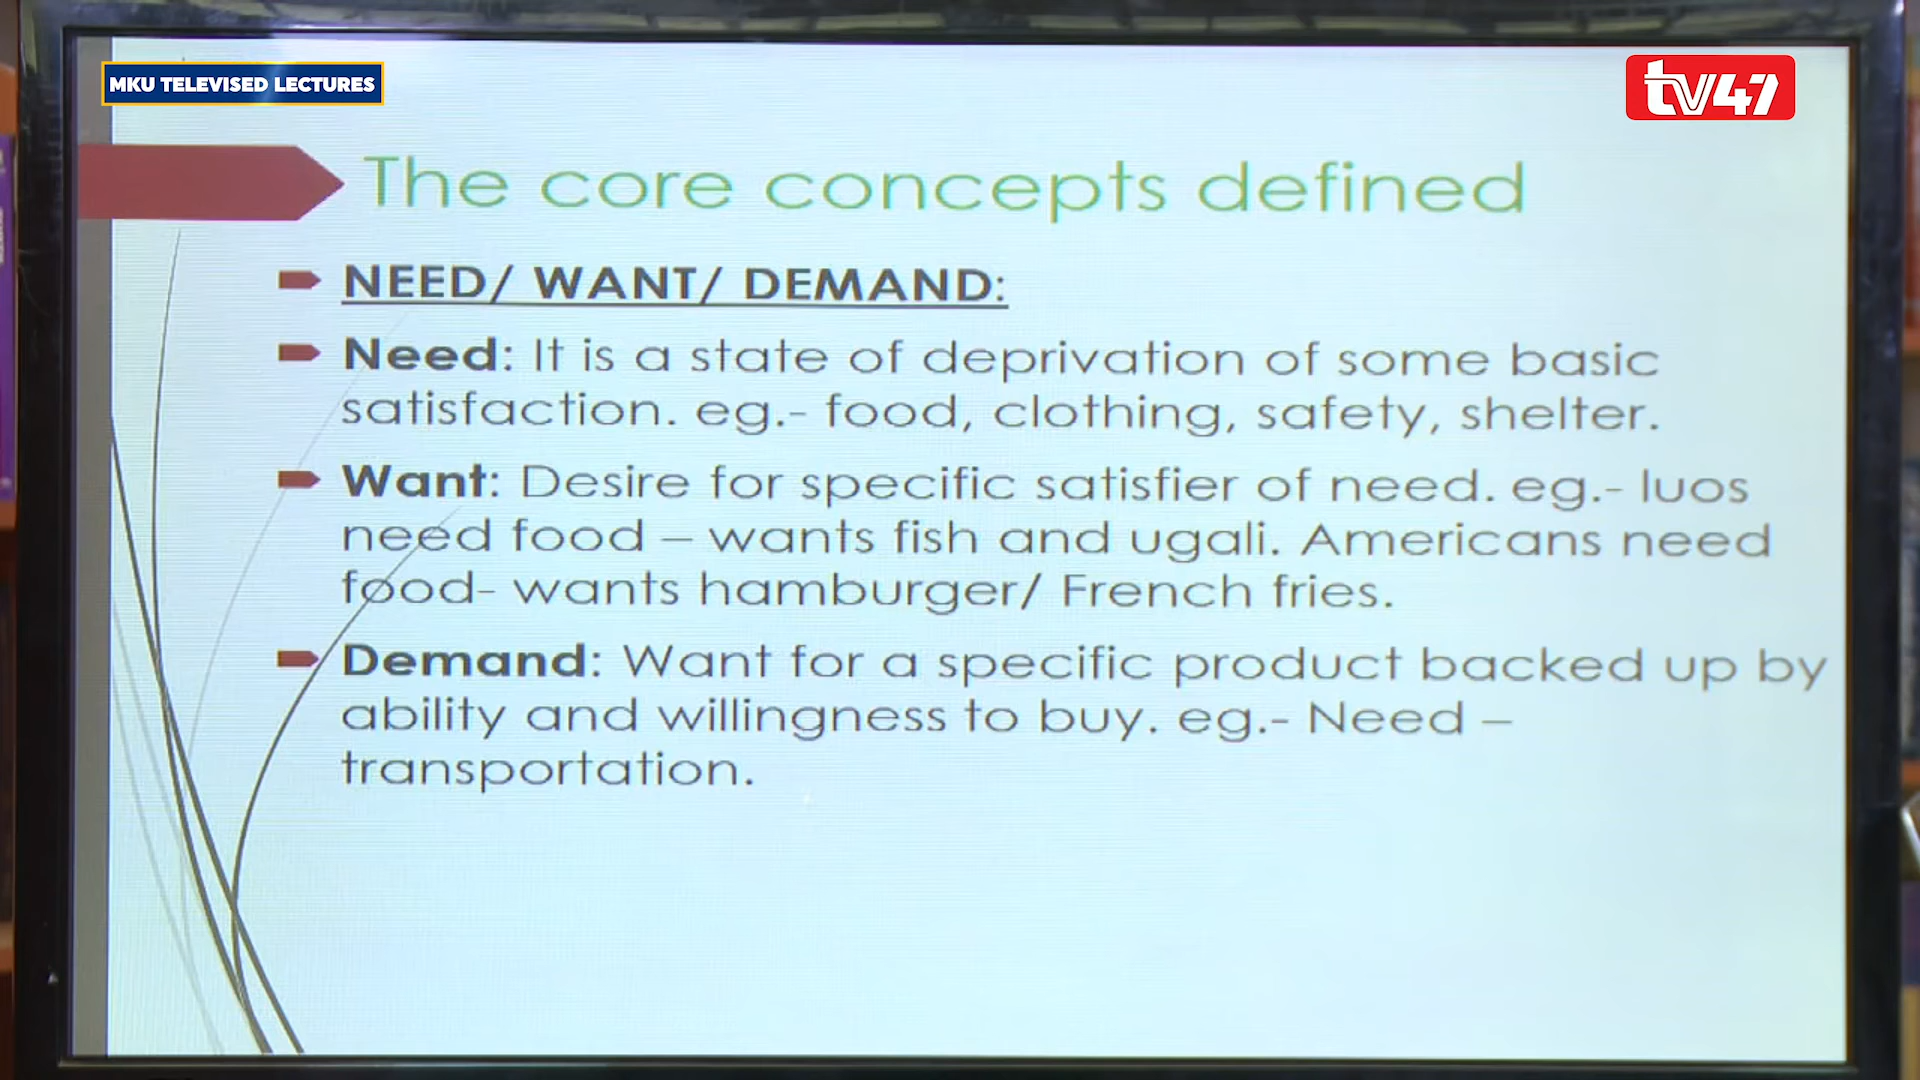 MKU TELEVISED LECTURES
tv47
The core concepts defined
NEED/ WANT/ DEMAND:
Need: It is a state of deprivation of some basic
satisfaction. eg.- food, clothing, safety, shelter.
Want: Desire for specific satisfier of need. eg.- luos
need food – wants fish and ugali. Americans need
food- wants hamburger/ French fries.
Demand: Want for a specific product backed up by
ability and willingness to buy. eg.- Need –
transportation.